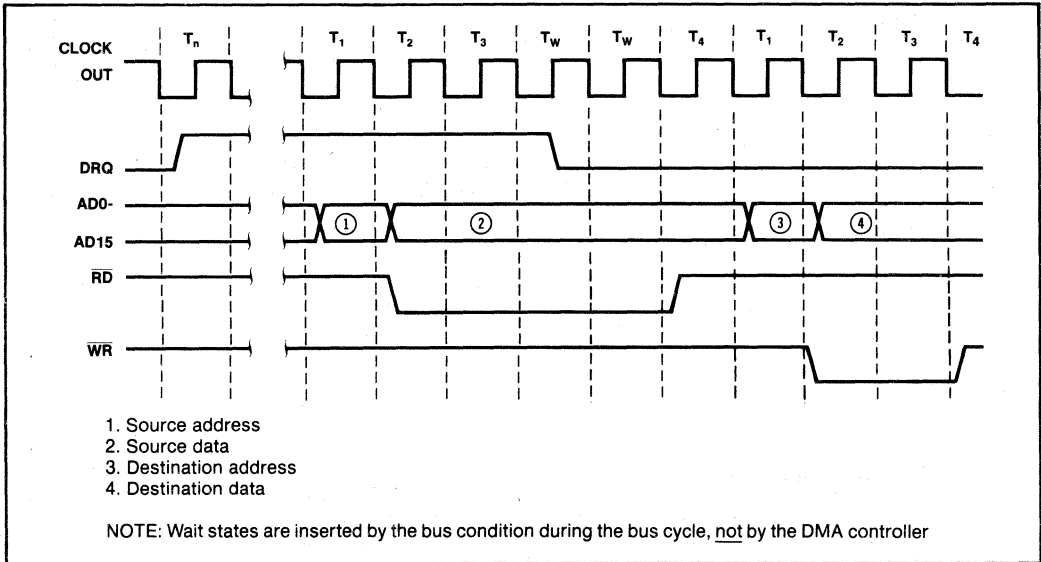 Tn T1 T2 T3 TW TW T4 T1 T2 T3 T4
CLOCK
OUT
DRQ
AD0-
AD15
① ② ③ ④
RD
WR
1. Source address
2. Source data
3. Destination address
4. Destination data
NOTE: Wait states are inserted by the bus condition during the bus cycle, not by the DMA controller